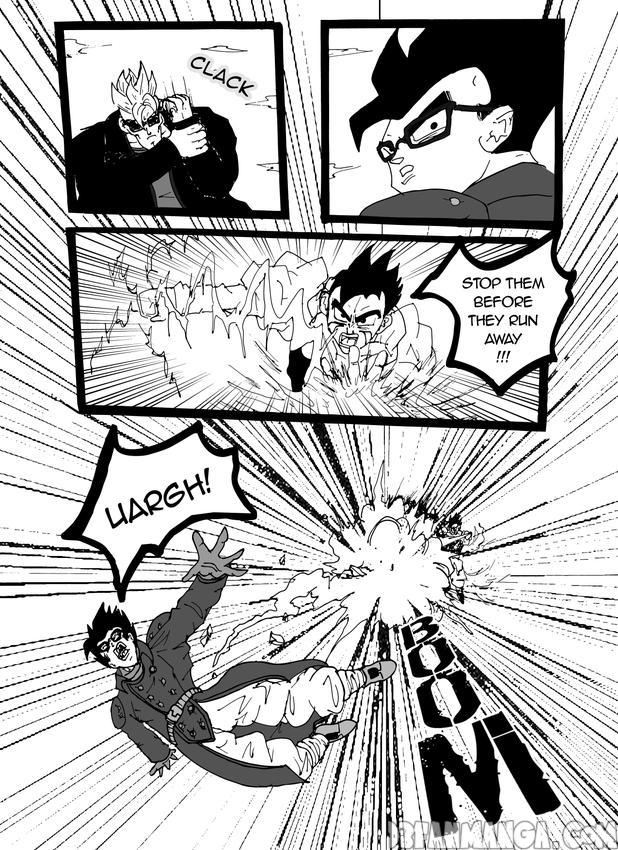 CLACK
STOP THEM
BEFORE
THEY RUN
AWAY
!!!
UARGH!
BOOM
DBFANMANGA.COM